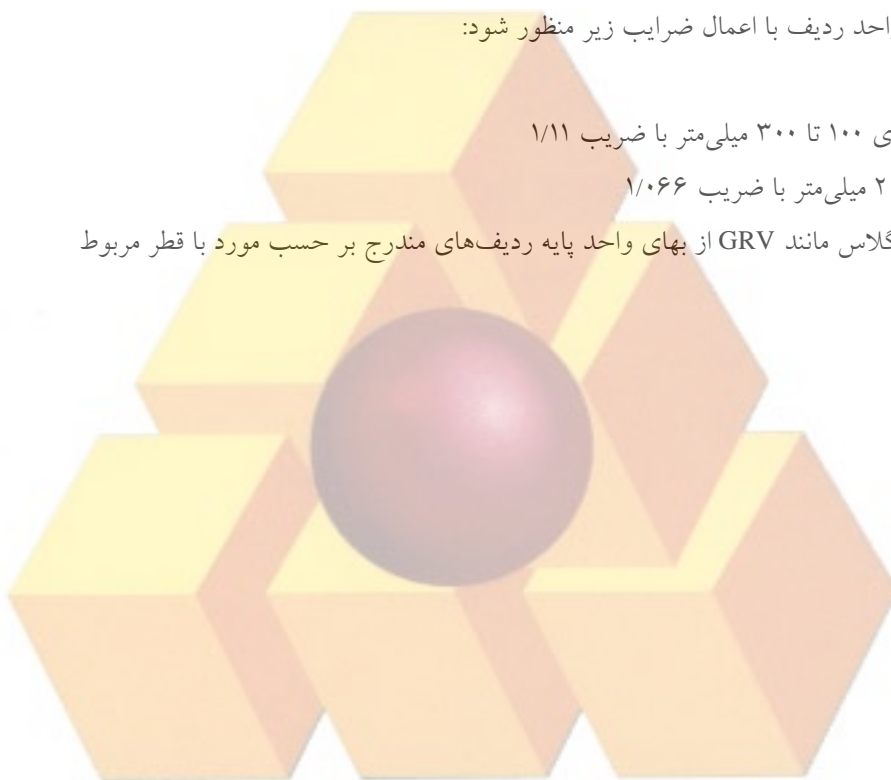 احد ردیف با اعمال ضرایب زیر منظور شود:
ی ۱۰۰ تا ۳۰۰ میلی‌متر با ضریب ۱/۱۱
۲ میلی‌متر با ضریب ۱/۰۶۶
گلاس مانند GRV از بهای واحد پایه ردیف‌های مندرج بر حسب مورد با قطر مربوط